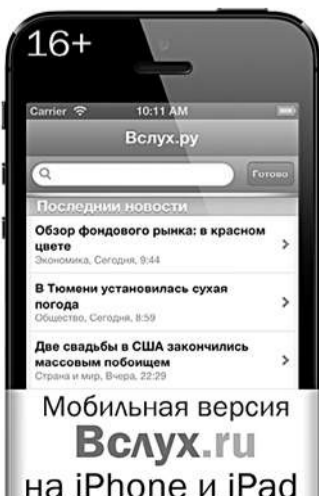 16+
Carrier 10:11 AM
Вслух.ру
Готово
Последнии новости
Обзор фондового рынка: в красном
цвете
Экономика, Сегодня, 9:44
В Тюмени установилась сухая
погода
Общество, Сегодня, 8:59
Две свадьбы в США закончились
массовым побоищем
Страна и мир, Вчера, 22:29
Мобильная версия
Вслух.ru
на iPhone и iPad